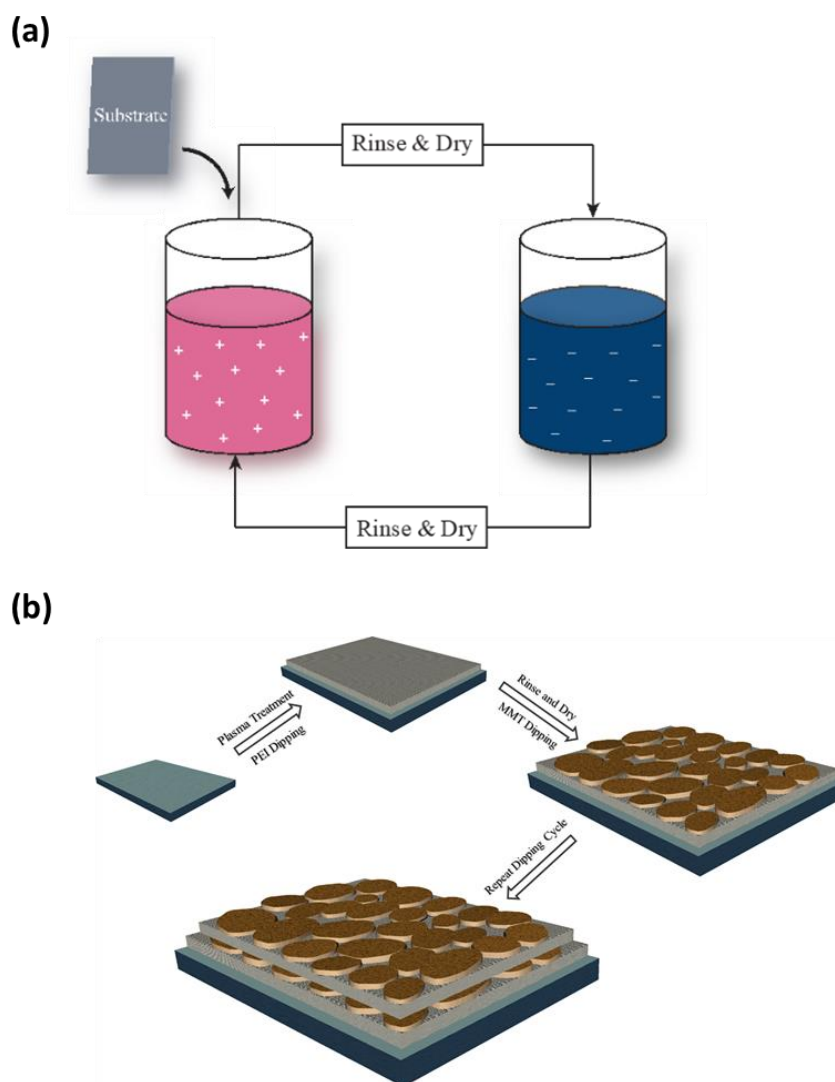 (a)
Substrate
Rinse & Dry
Rinse & Dry
(b)
Plasma Treatment
PEI Dipping
Rinse and Dry
MMT Dipping
Repeat Dipping Cycle